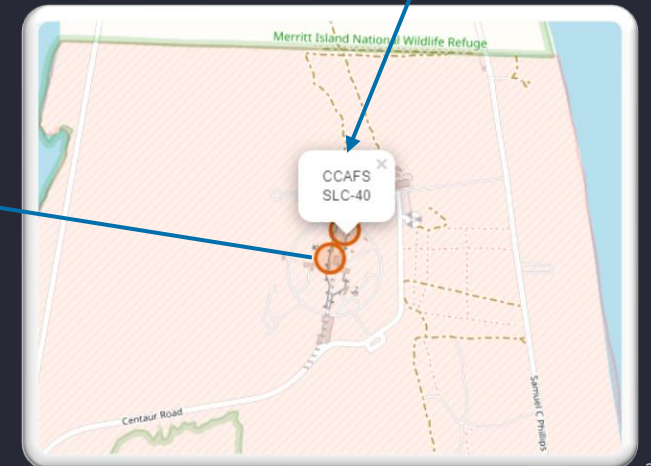 Merritt Island National Wildlife Refuge
CCAFS
SLC-40
Centaur Road
Samuel C Phillips